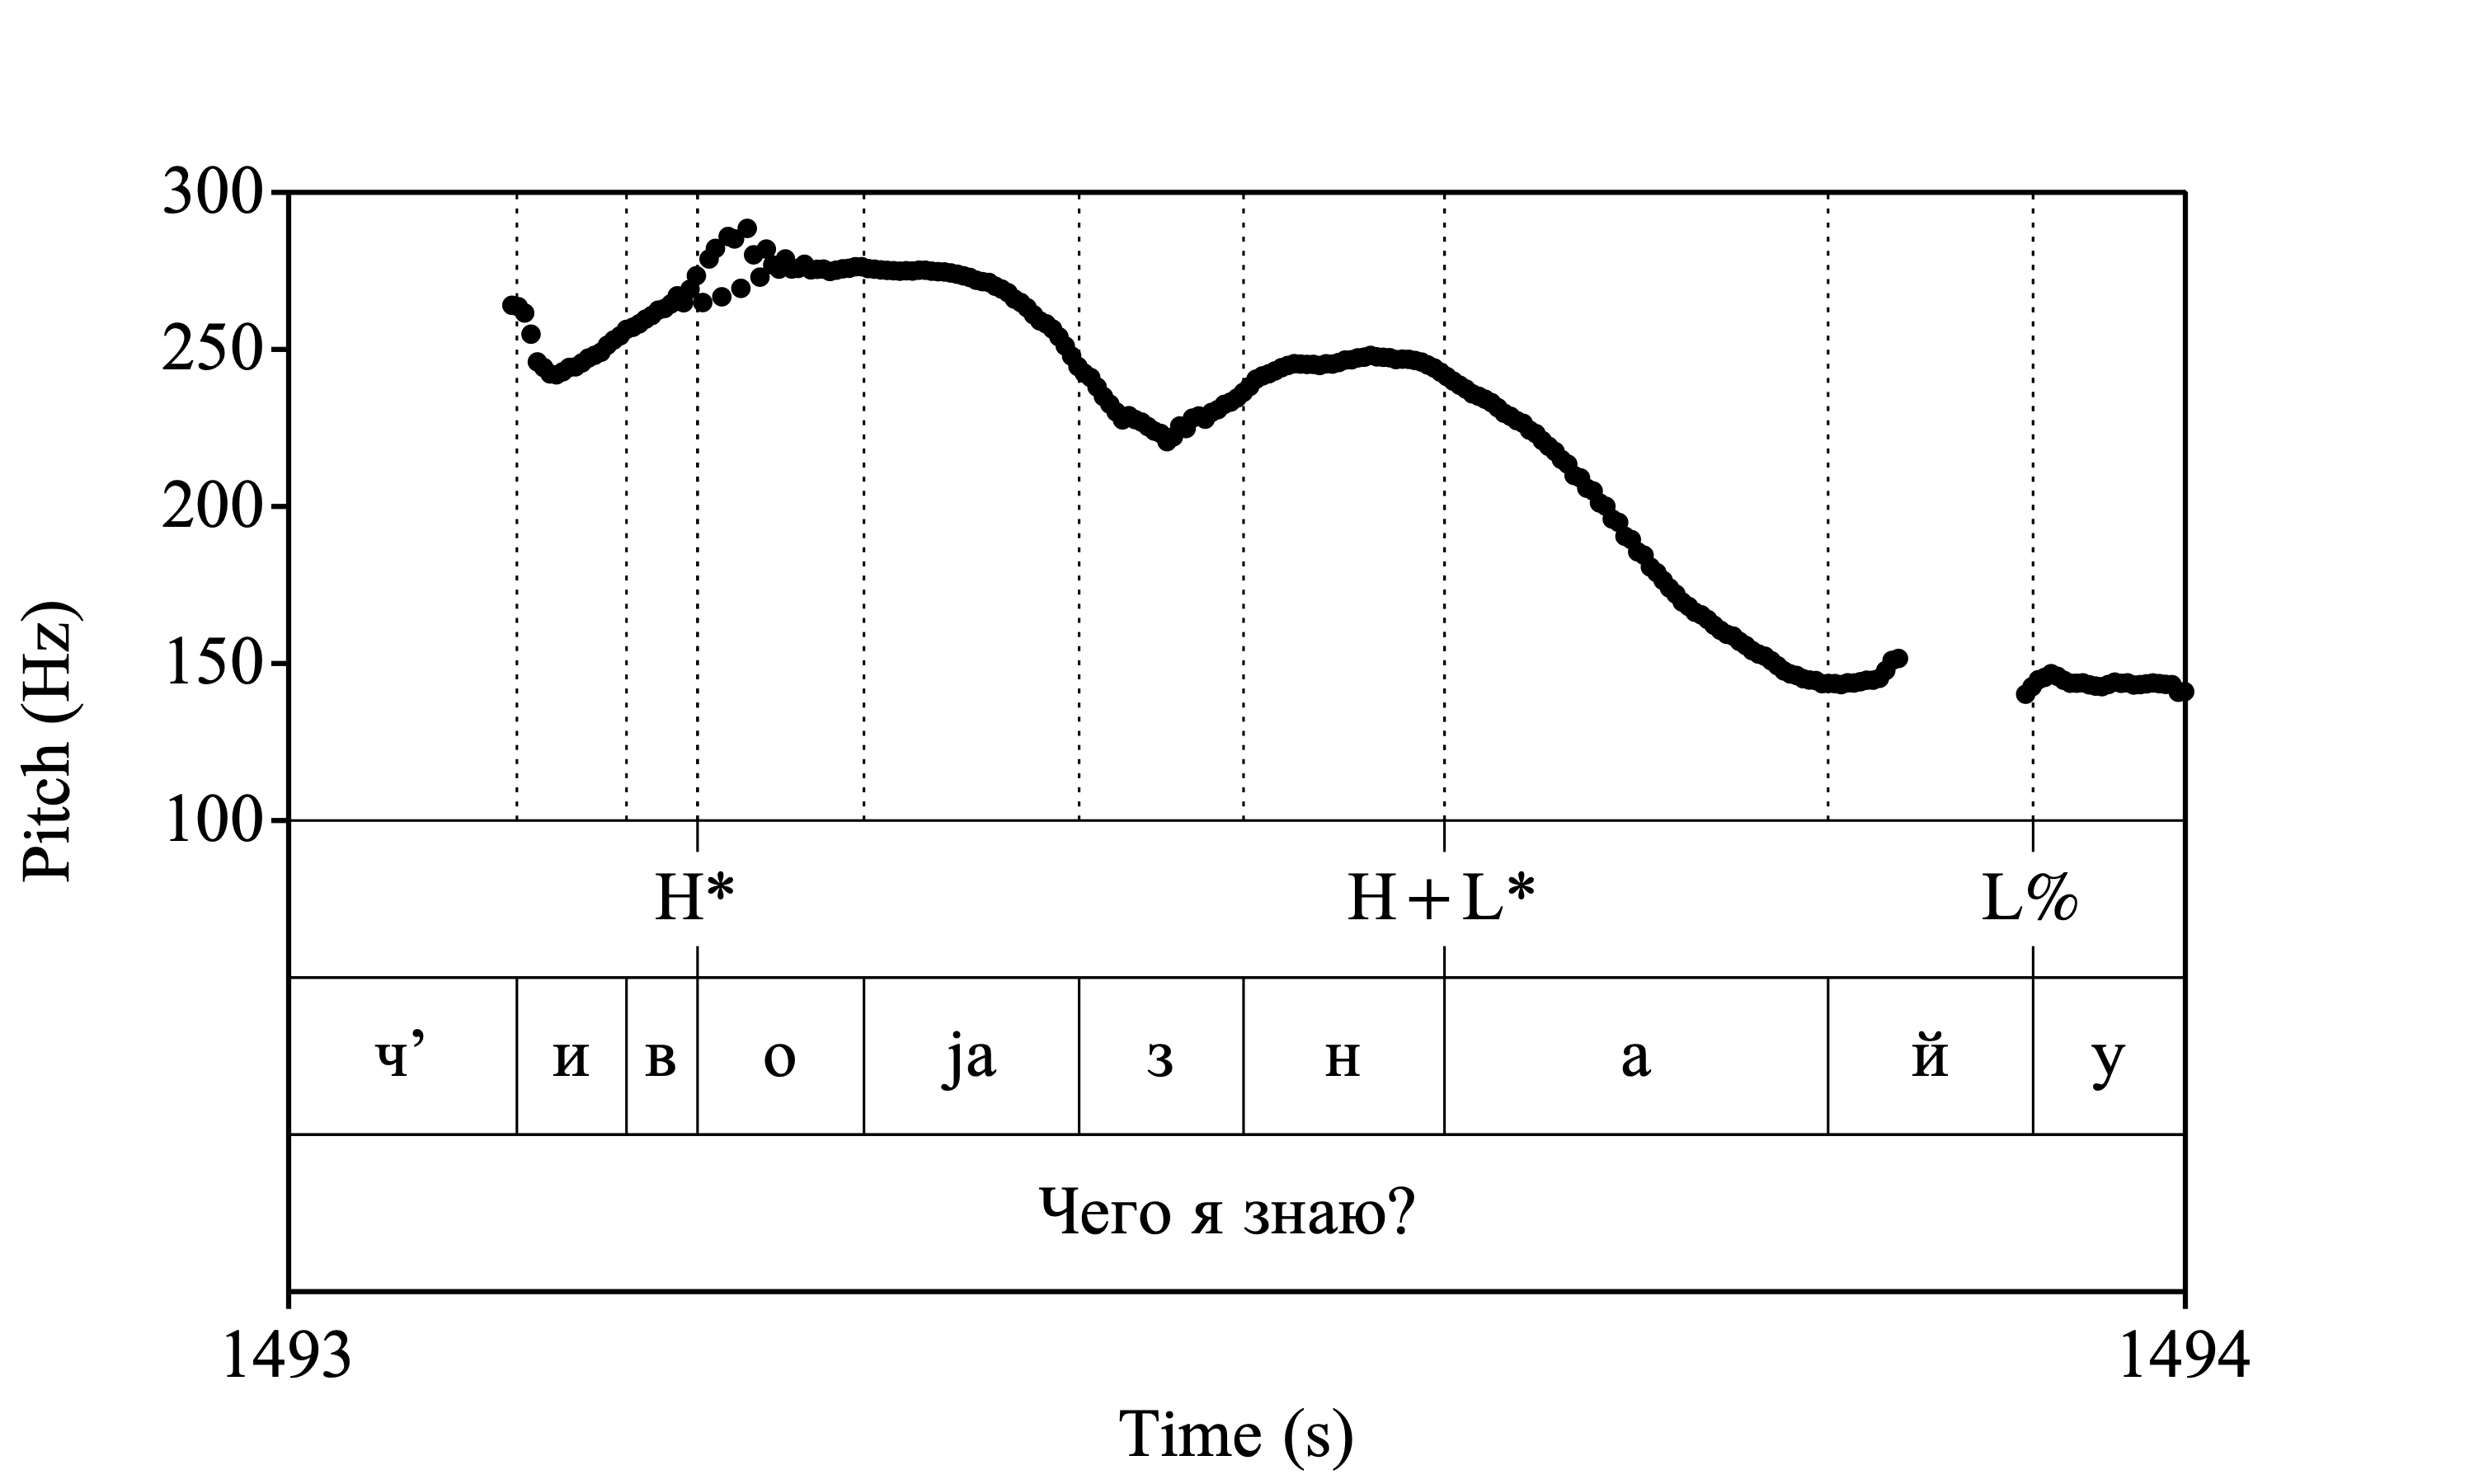 300
250
200
150
100
Pitch (Hz)
H* H+L* L%
ч’ и в о ja з н а й у
Чего я знаю?
1493 1494
Time (s)